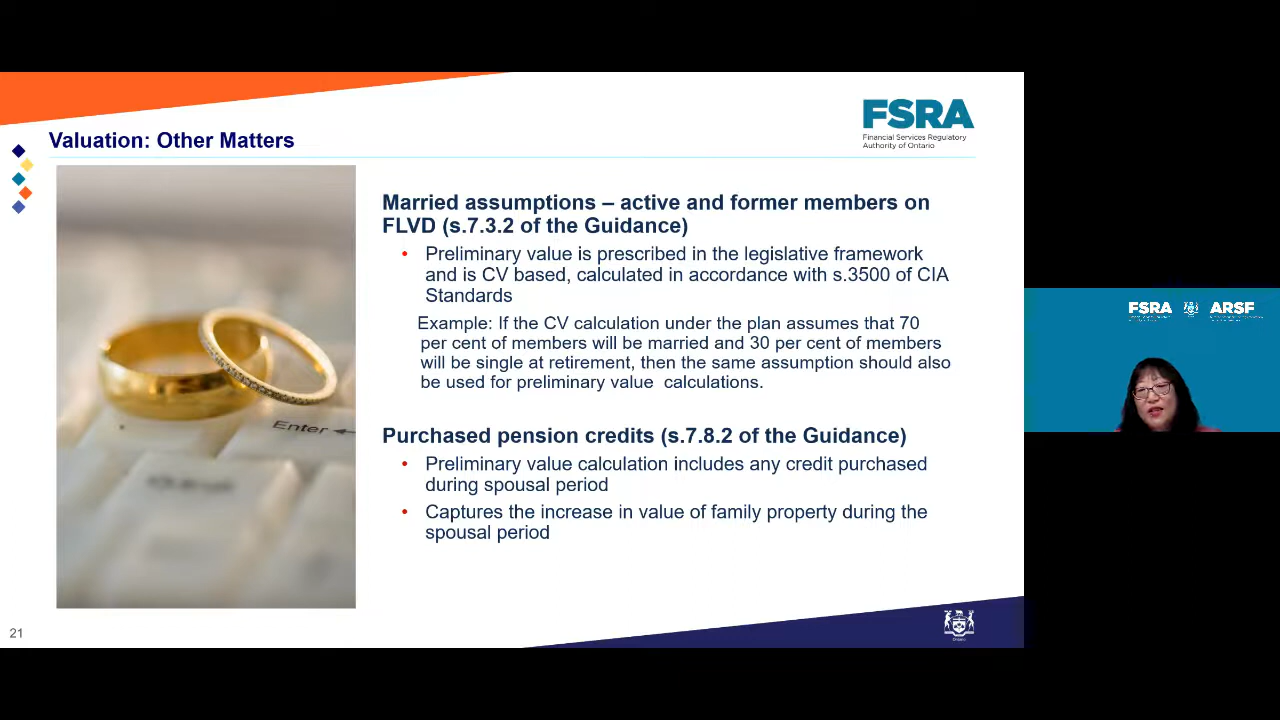 Valuation: Other Matters
FSRA
Financial Services Regulatory
Authority of Ontario
Married assumptions – active and former members on
FLVD (s.7.3.2 of the Guidance)
• Preliminary value is prescribed in the legislative framework
and is CV based, calculated in accordance with s.3500 of CIA
Standards
Example: If the CV calculation under the plan assumes that 70
per cent of members will be married and 30 per cent of members
will be single at retirement, then the same assumption should also
be used for preliminary value calculations.
Purchased pension credits (s.7.8.2 of the Guidance)
• Preliminary value calculation includes any credit purchased
during spousal period
• Captures the increase in value of family property during the
spousal period
Enter
21
Ontario
FSRA ARSF